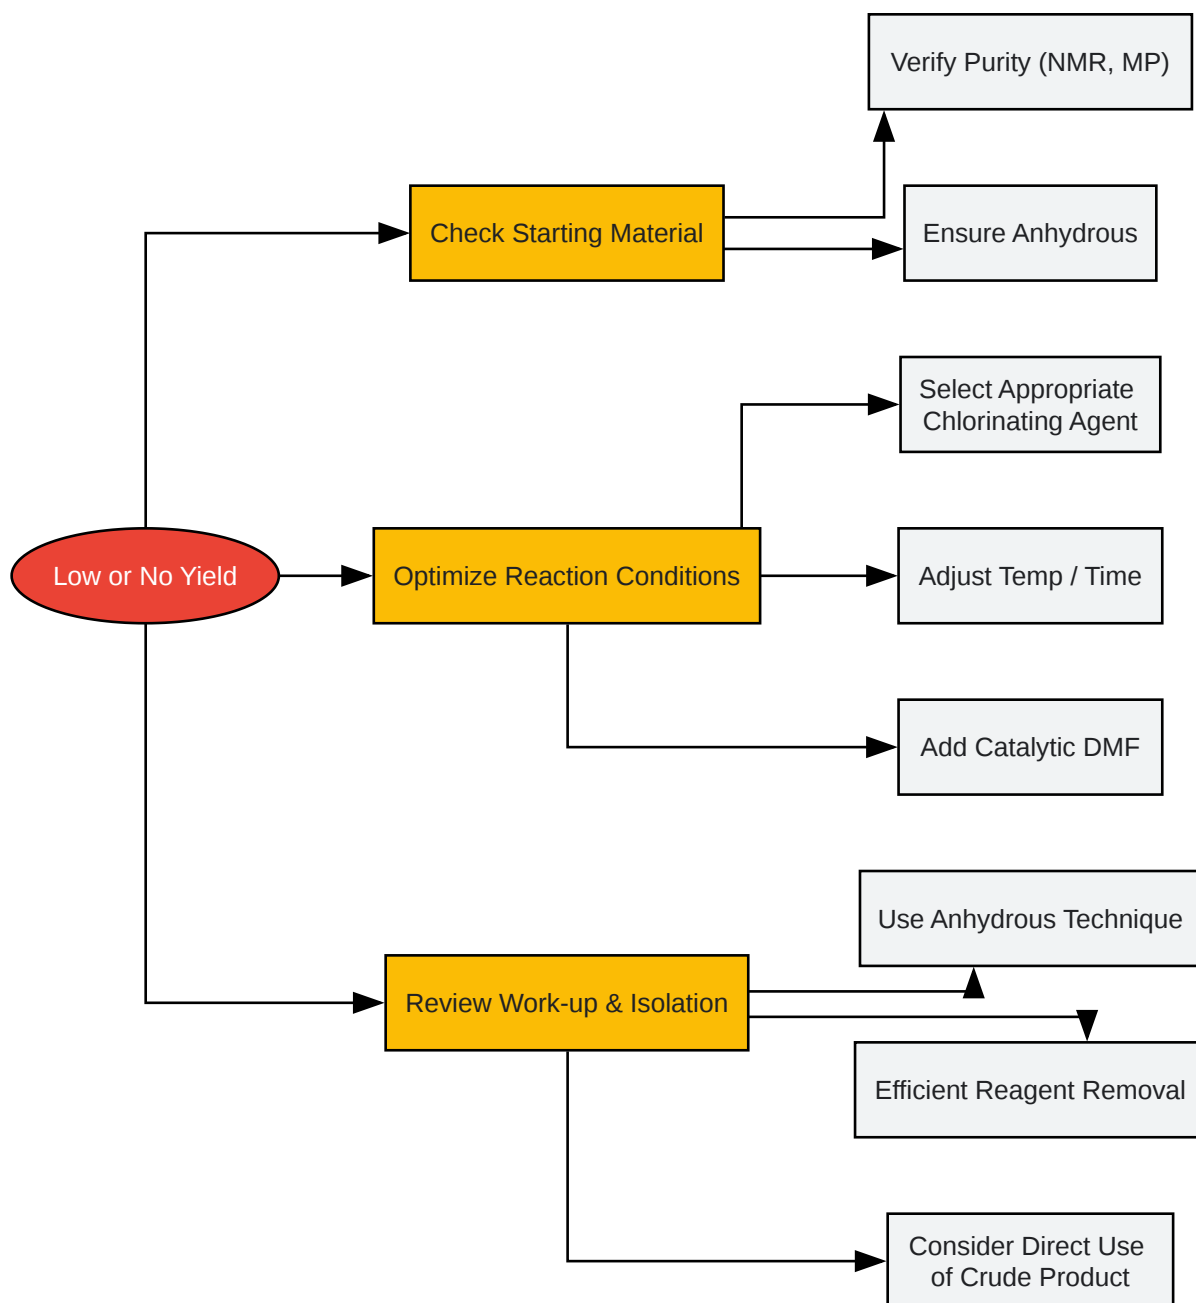 Verify Purity (NMR, MP)
Check Starting Material
Ensure Anhydrous
Select Appropriate
Chlorinating Agent
Low or No Yield
Optimize Reaction Conditions
Adjust Temp / Time
Add Catalytic DMF
Use Anhydrous Technique
Review Work-up & Isolation
Efficient Reagent Removal
Consider Direct Use
of Crude Product